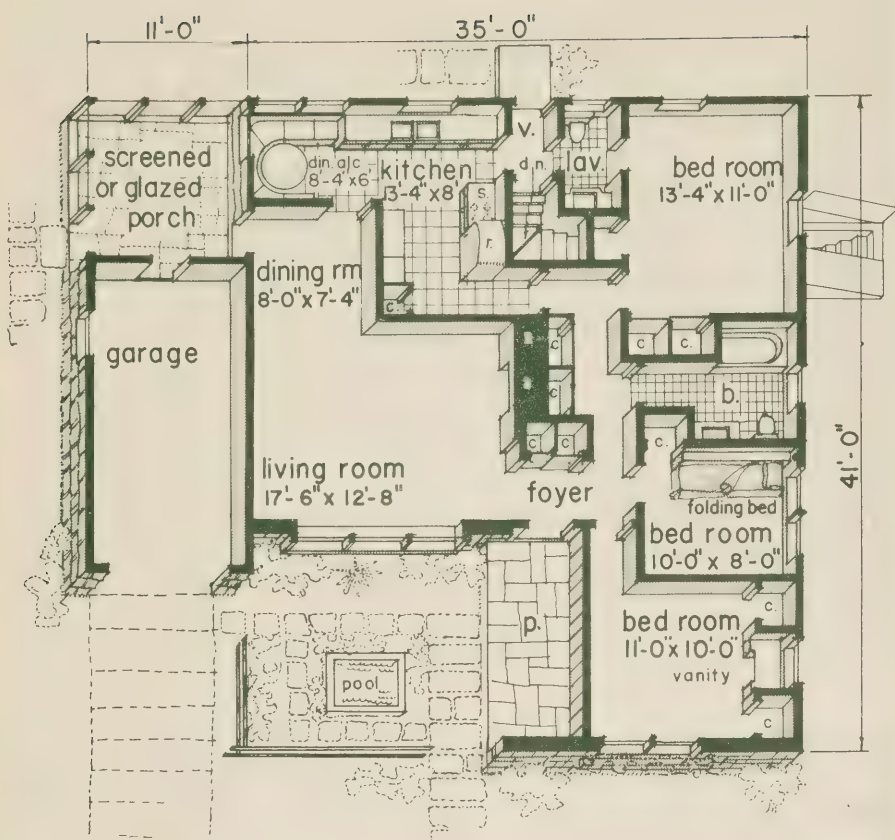 11'-0"
35'-0"
screened
or glazed
porch
din. alc
8'-4"x6'
kitchen
13'-4"x8'
v.
dn.
lav.
bed room
13'-4"x11'-0"
s.
r.
dining rm
8'-0"x7'-4"
c
garage
c
c
c.
c.
b.
c.
living room
17'-6"x12'-8"
c
c
foyer
folding bed
bed room
10'-0"x8'-0"
41'-0"
p.
bed room
11'-0"x10'-0"
vanity
c.
c
pool